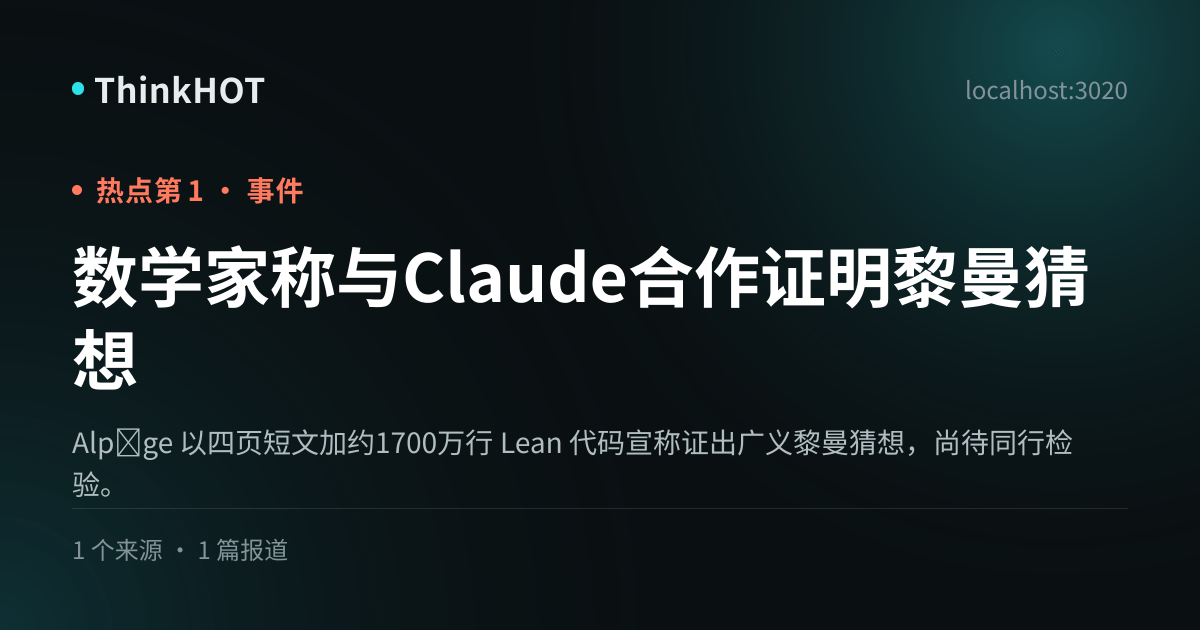 ThinkHOT
localhost:3020
热点第 1 · 事件
数学家称与Claude合作证明黎曼猜
想
Alp☒ge 以四页短文加约1700万行 Lean 代码宣称证出广义黎曼猜想，尚待同行检
验。
1 个来源 · 1 篇报道